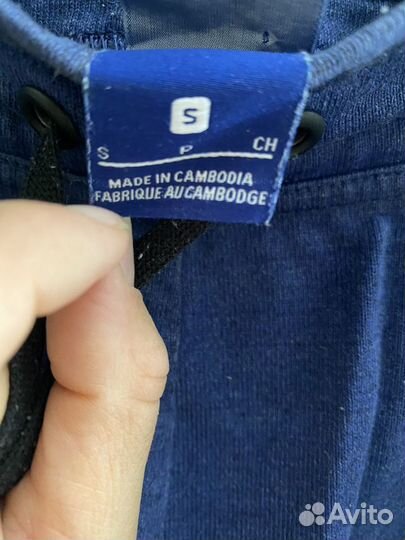 S
S P CH
MADE IN CAMBODIA
FABRIQUE AU CAMBODGE
Avito